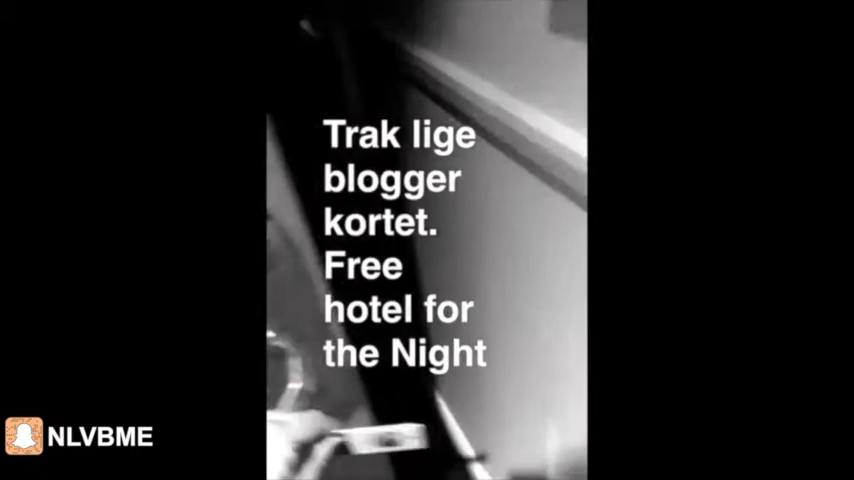 Trak lige
blogger
kortet.
Free
hotel for
the Night
NLVBME